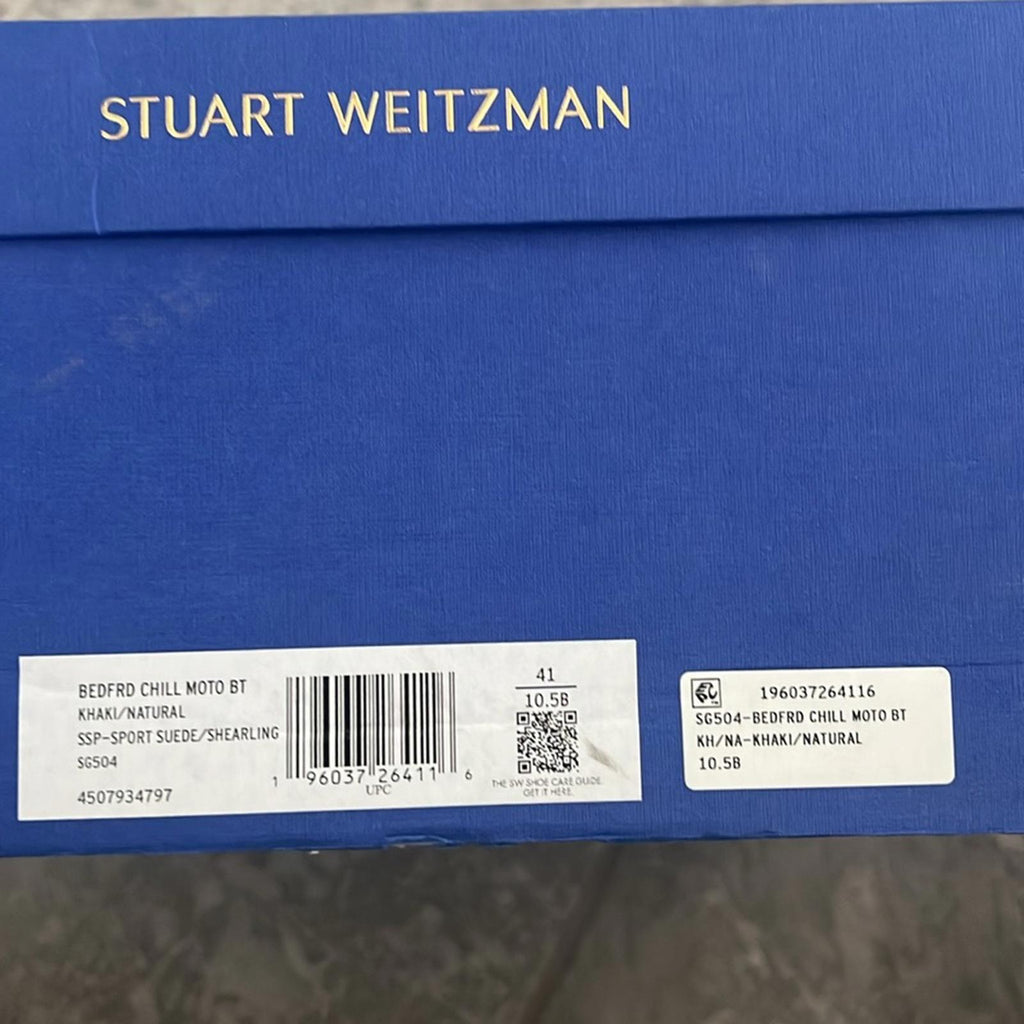 STUART WEITZMAN
BEDFRD CHILL MOTO BT
KHAKI/NATURAL
SSP-SPORT SUEDE/SHEARLING
SG504
4507934797
1 96037 26411 6
UPC
41
10.5B
THE SW SHOE CARE GUIDE.
GET IT HERE.
196037264116
SG504-BEDFRD CHILL MOTO BT
KH/NA-KHAKI/NATURAL
10.5B